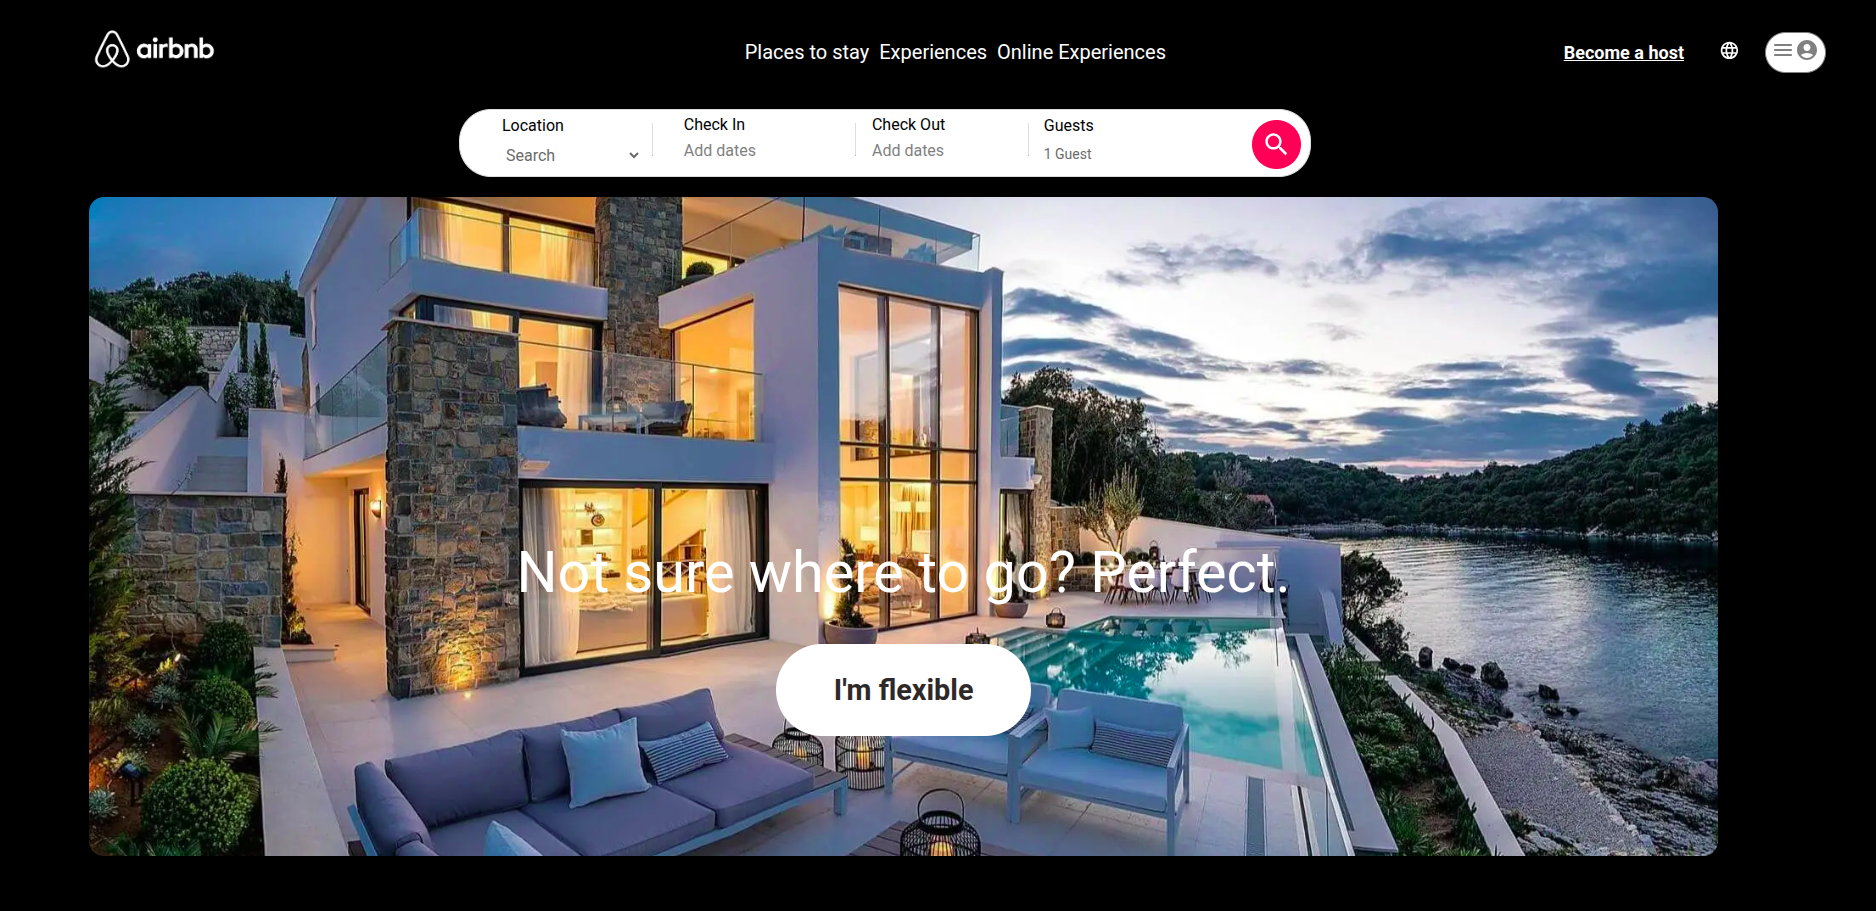 airbnb
Places to stay Experiences Online Experiences
Become a host
Location
Search
Check In
Add dates
Check Out
Add dates
Guests
1 Guest
Not sure where to go? Perfect.
I'm flexible